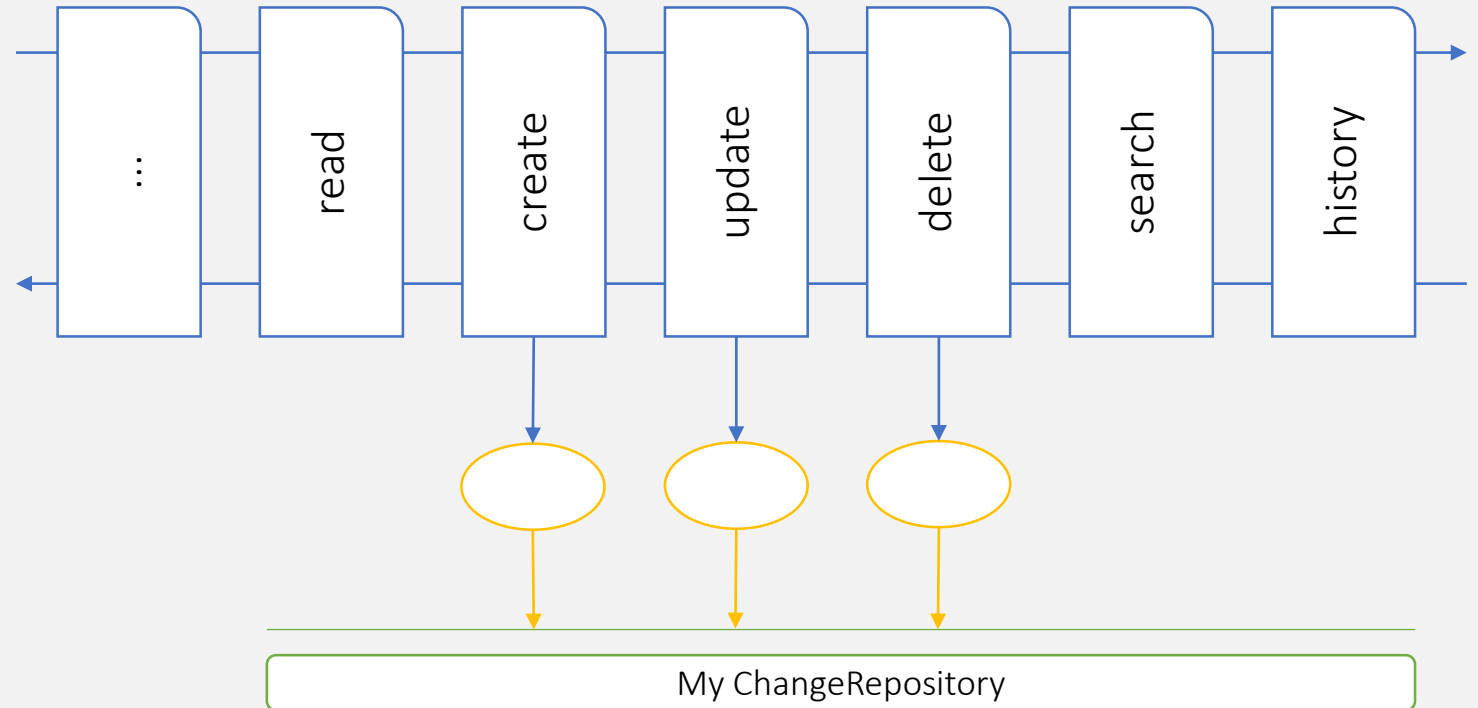 ...
read
create
update
delete
search
history
My ChangeRepository